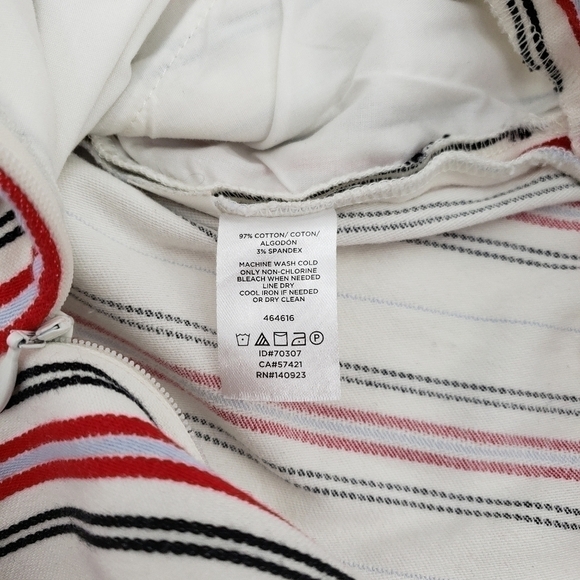 97% COTTON/ COTON/
ALGODÓN
3% SPANDEX
MACHINE WASH COLD
ONLY NON-CHLORINE
BLEACH WHEN NEEDED
LINE DRY
COOL IRON IF NEEDED
OR DRY CLEAN
464616
P
ID#70307
CA#57421
RN#140923